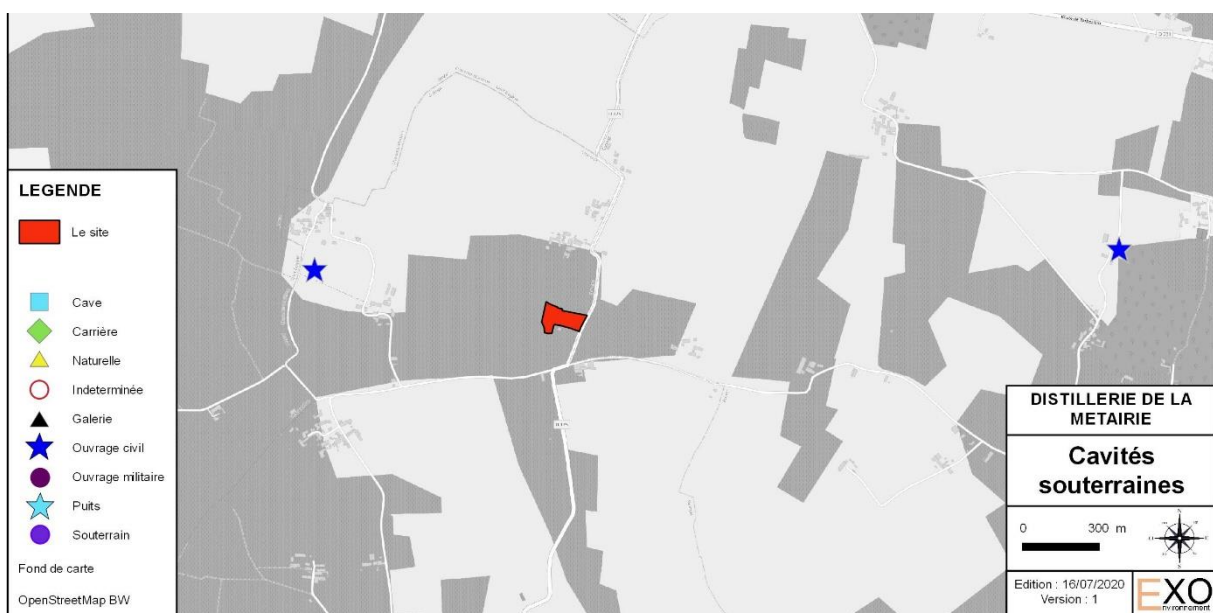 LEGENDE
Le site
Cave
Carrière
Naturelle
Indeterminée
Galerie
Ouvrage civil
Ouvrage militaire
Puits
Souterrain
Fond de carte
OpenStreetMap BW
DISTILLERIE DE LA
METAIRIE
Cavités
souterraines
0 300 m
Edition : 16/07/2020
Version : 1
EXO
nvironnement